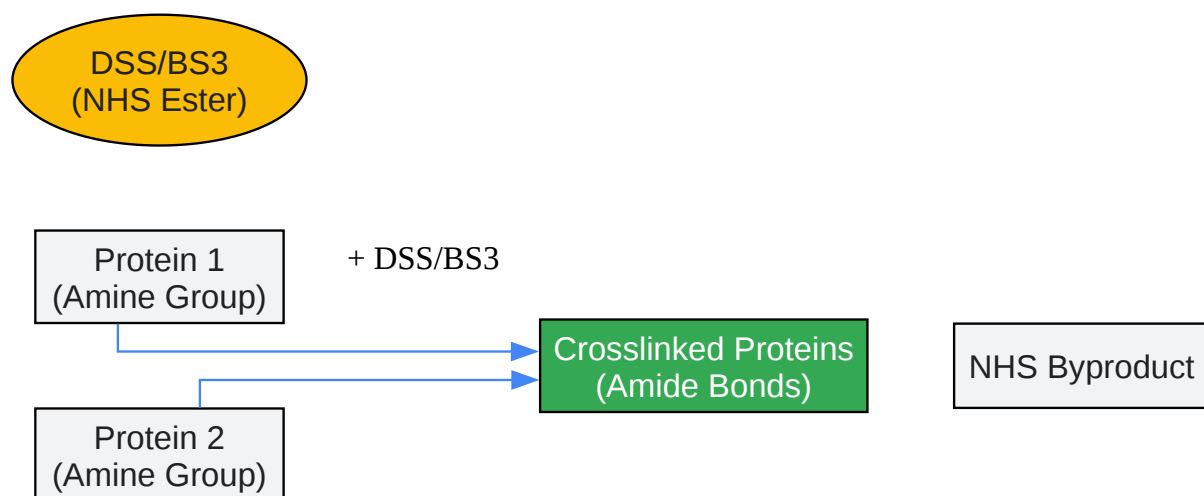 DSS/BS3
(NHS Ester)
Protein 1
(Amine Group)
+ DSS/BS3
Crosslinked Proteins
(Amide Bonds)
NHS Byproduct
Protein 2
(Amine Group)